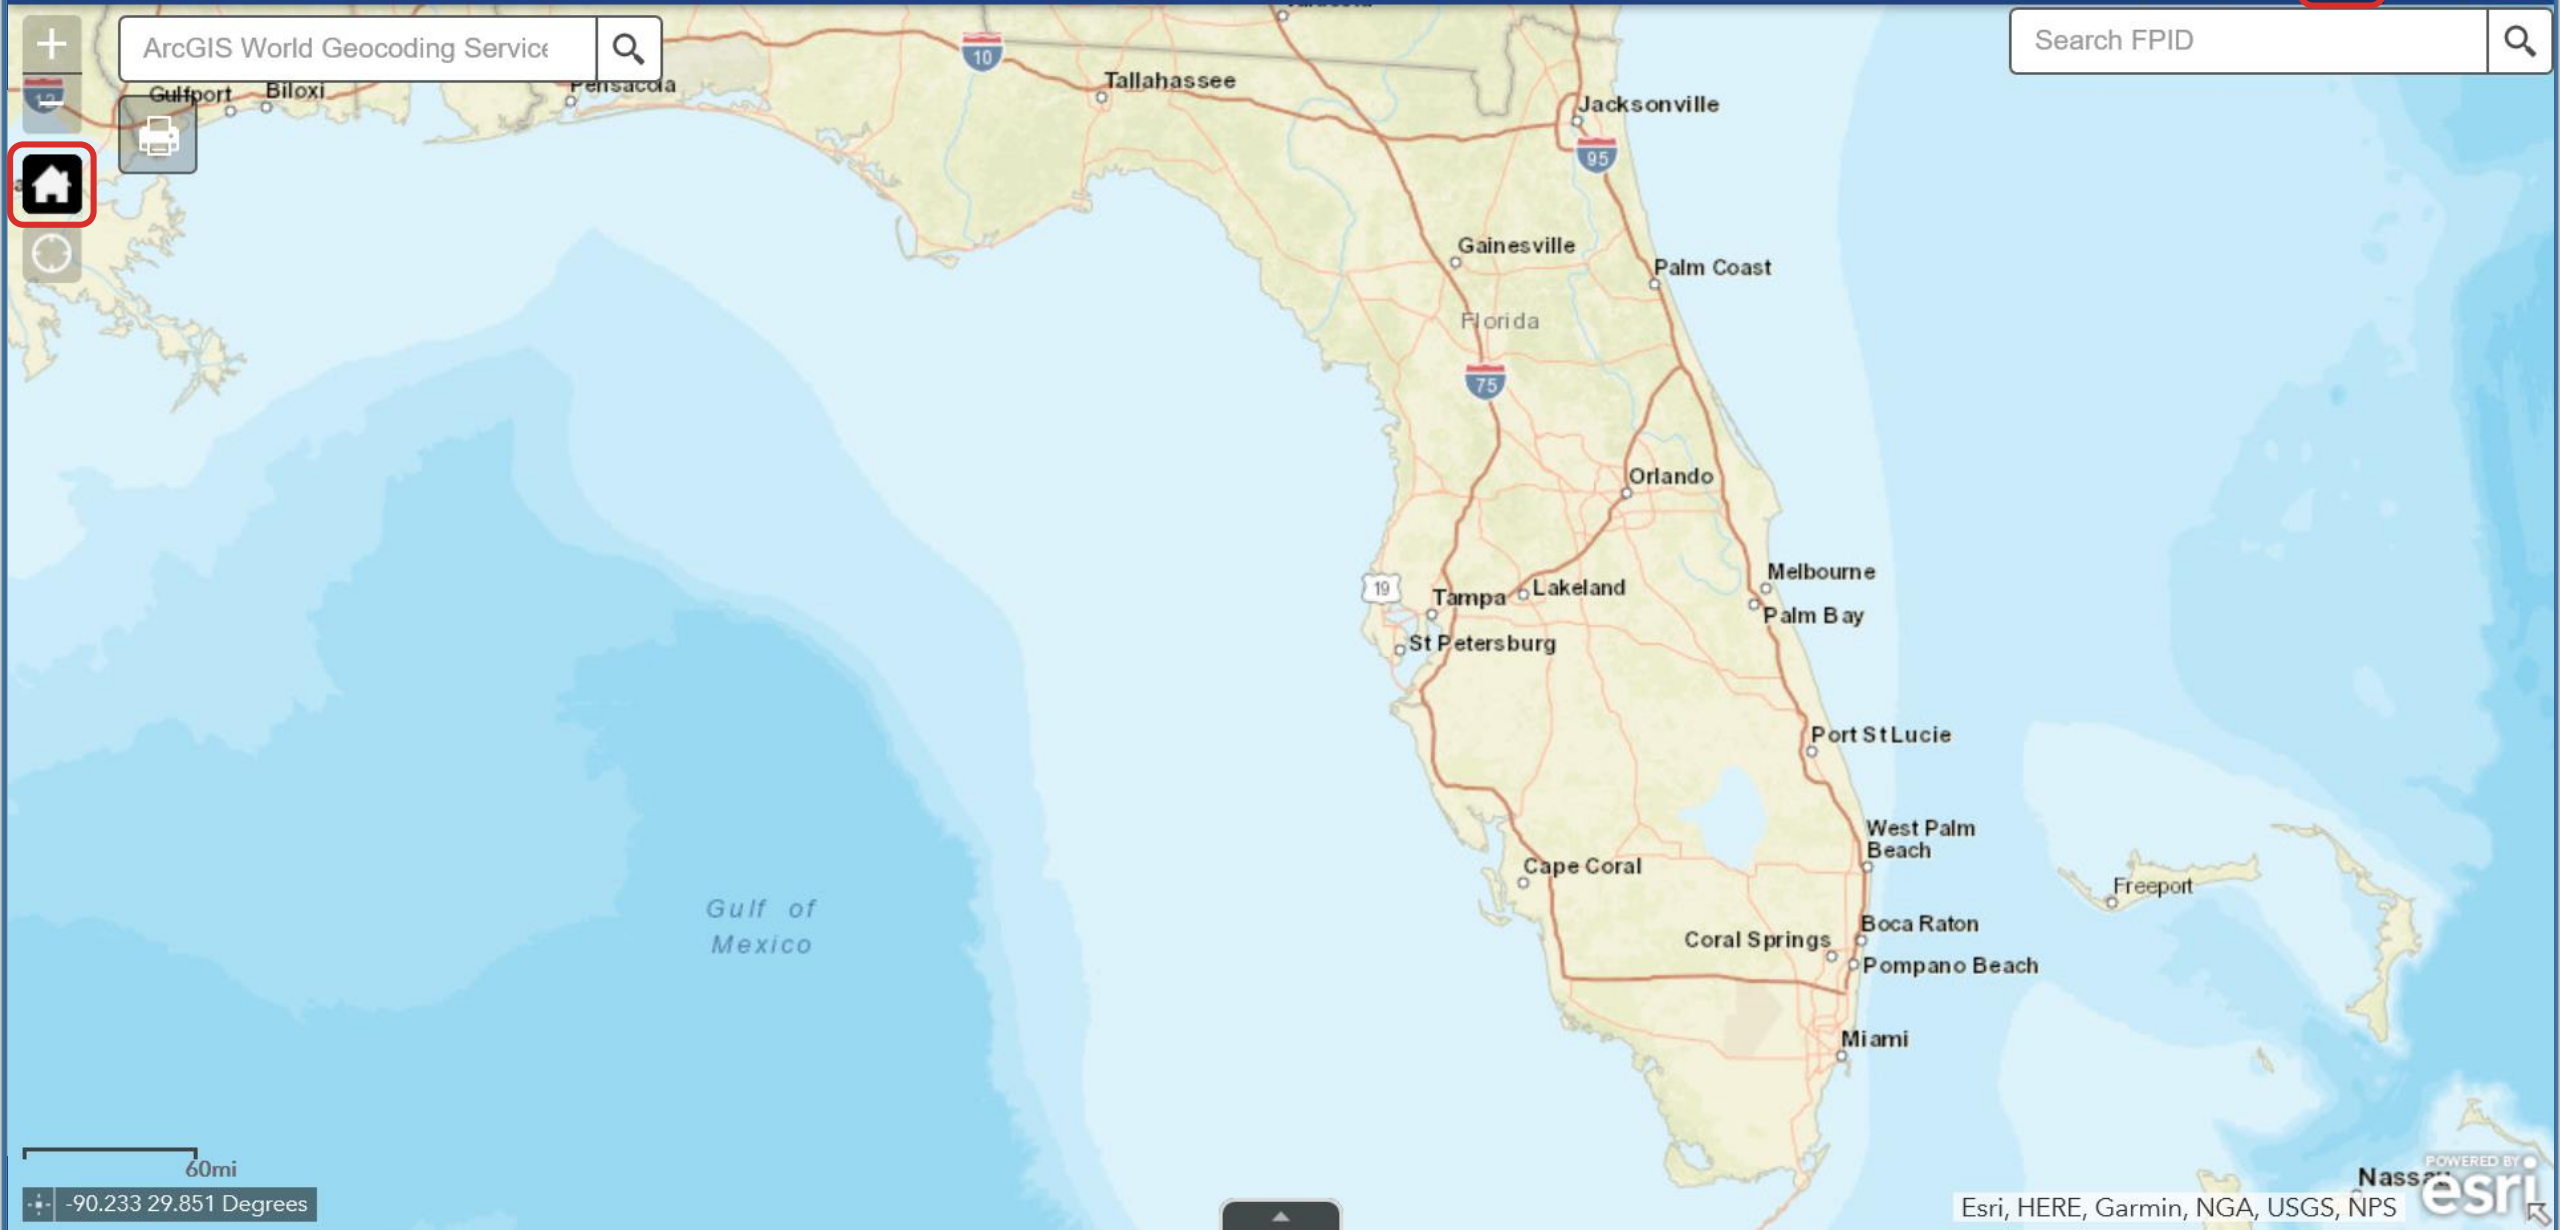 +
ArcGIS World Geocoding Service
Search FPID
10
Tallahassee
Pensacola
Gulfport
Biloxi
12
Jacksonville
95
Gainesville
Palm Coast
Florida
75
Orlando
Melbourne
19
Tampa
Lakeland
Palm Bay
St Petersburg
Port St Lucie
West Palm
Beach
Cape Coral
Freeport
Gulf of
Mexico
Boca Raton
Coral Springs
Pompano Beach
Miami
60mi
-90.233 29.851 Degrees
Nassau
POWERED BY
esri
Esri, HERE, Garmin, NGA, USGS, NPS